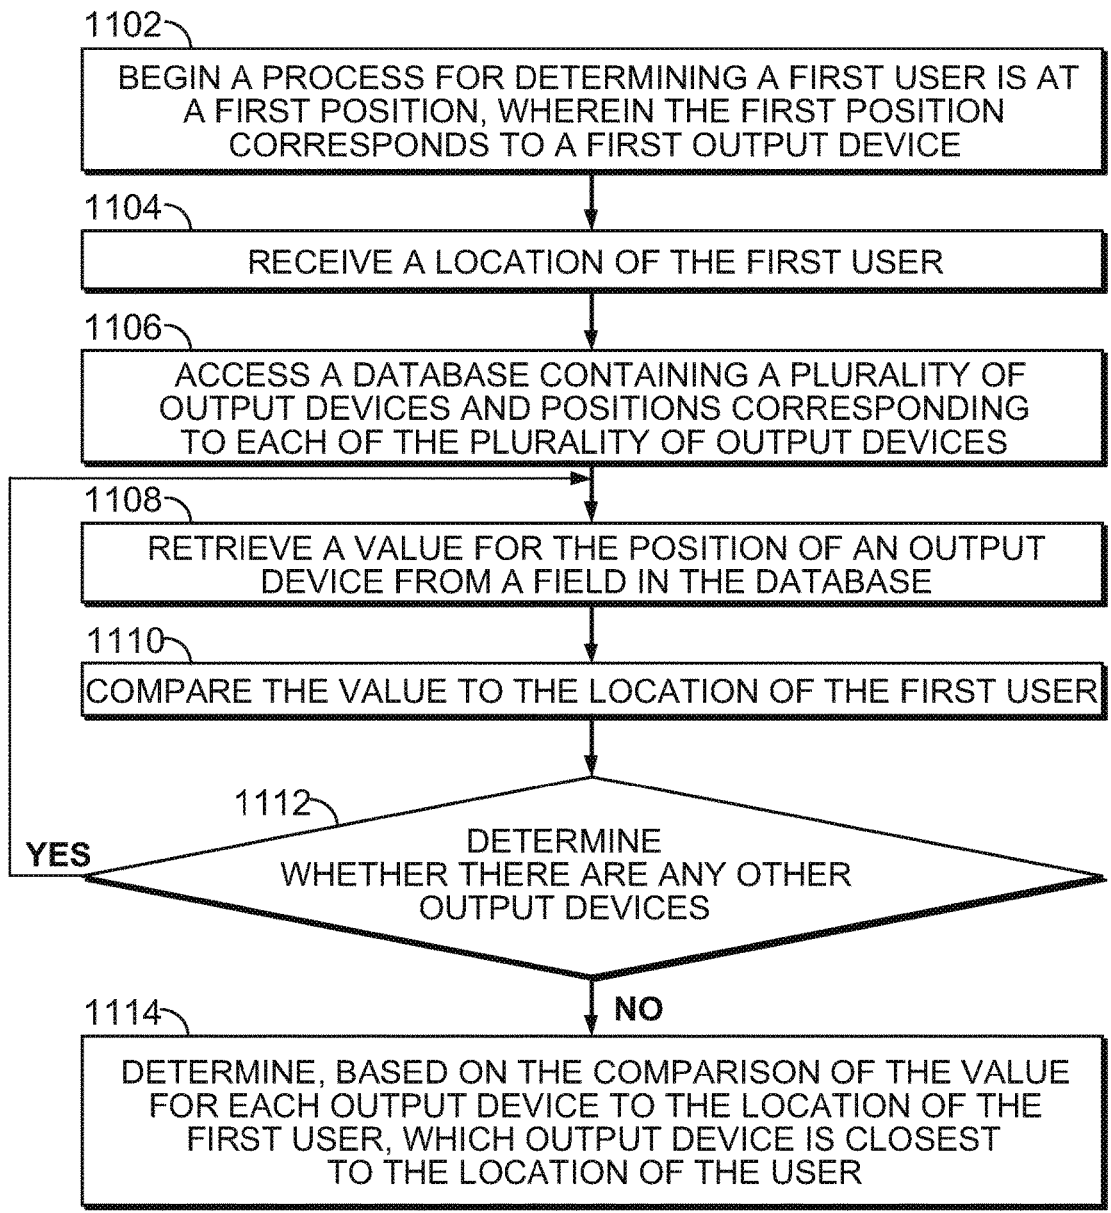 1102
BEGIN A PROCESS FOR DETERMINING A FIRST USER IS AT
A FIRST POSITION, WHEREIN THE FIRST POSITION
CORRESPONDS TO A FIRST OUTPUT DEVICE
1104
RECEIVE A LOCATION OF THE FIRST USER
1106
ACCESS A DATABASE CONTAINING A PLURALITY OF
OUTPUT DEVICES AND POSITIONS CORRESPONDING
TO EACH OF THE PLURALITY OF OUTPUT DEVICES
1108
RETRIEVE A VALUE FOR THE POSITION OF AN OUTPUT
DEVICE FROM A FIELD IN THE DATABASE
1110
COMPARE THE VALUE TO THE LOCATION OF THE FIRST USER
1112
DETERMINE
WHETHER THERE ARE ANY OTHER
OUTPUT DEVICES
YES
NO
1114
DETERMINE, BASED ON THE COMPARISON OF THE VALUE
FOR EACH OUTPUT DEVICE TO THE LOCATION OF THE
FIRST USER, WHICH OUTPUT DEVICE IS CLOSEST
TO THE LOCATION OF THE USER